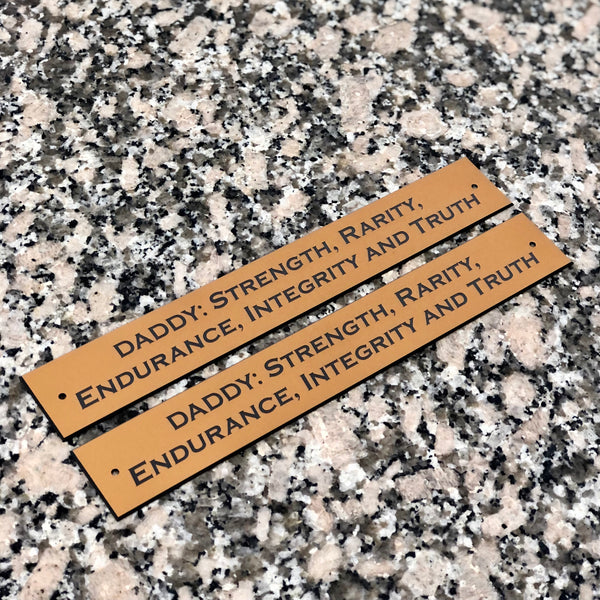 DADDY: Strength, Rarity,
Endurance, Integrity and Truth
DADDY: Strength, Rarity,
Endurance, Integrity and Truth